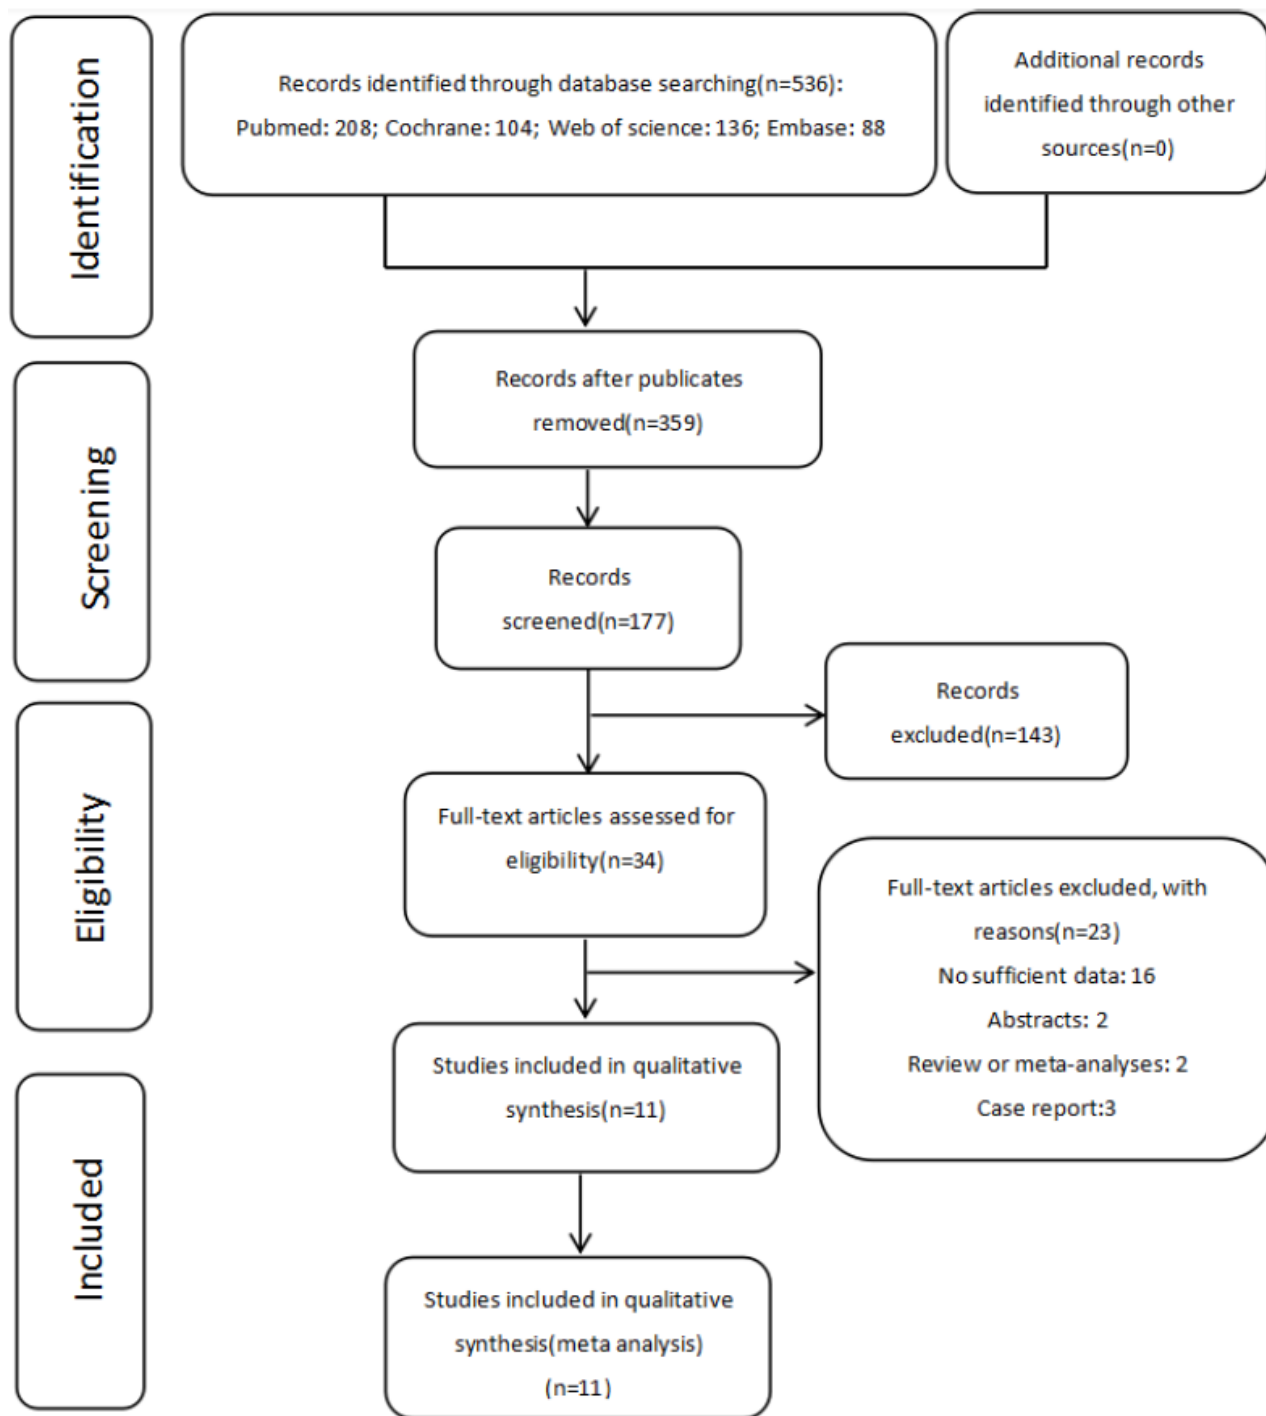 Identification
Records identified through database searching(n=536):
Pubmed: 208; Cochrane: 104; Web of science: 136; Embase: 88
Additional records
identified through other
sources(n=0)
Screening
Records after publicates
removed(n=359)
Records
screened(n=177)
Records
excluded(n=143)
Eligibility
Full-text articles assessed for
eligibility(n=34)
Full-text articles excluded, with
reasons(n=23)
No sufficient data: 16
Abstracts: 2
Review or meta-analyses: 2
Case report:3
Included
Studies included in qualitative
synthesis(n=11)
Studies included in qualitative
synthesis(meta analysis)
(n=11)